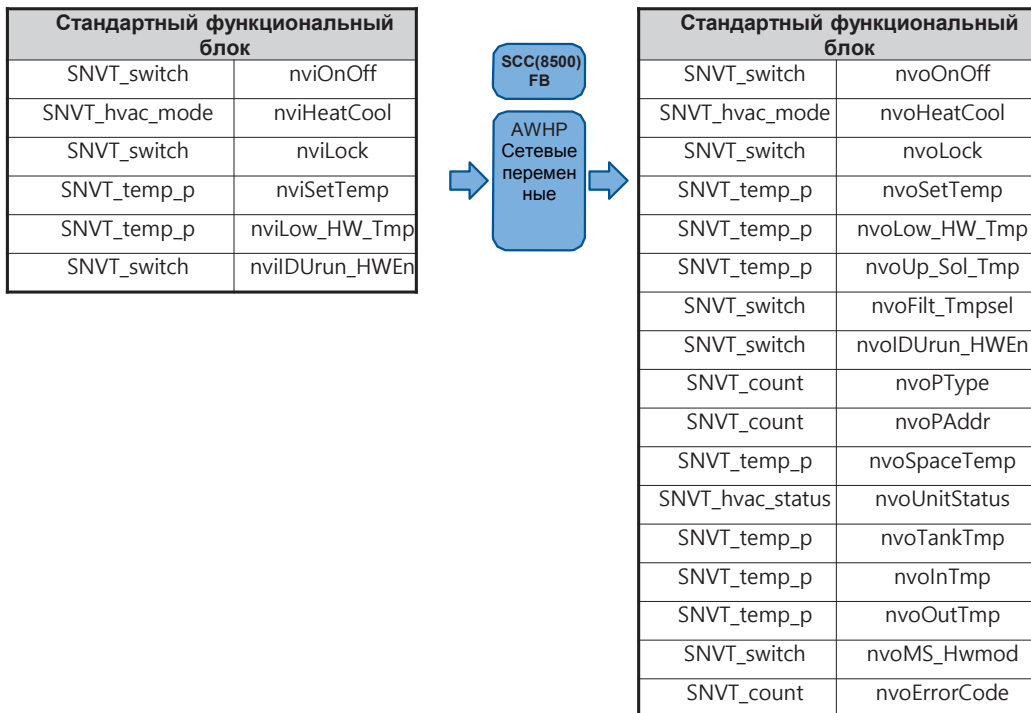 Стандартный функциональный
блок
SNVT_switch nviOnOff
SNVT_hvac_mode nviHeatCool
SNVT_switch nviLock
SNVT_temp_p nviSetTemp
SNVT_temp_p nviLow_HW_Tmp
SNVT_switch nviIDUrun_HWEn
SCC(8500)
FB
AWHP
Сетевые
перемен
ные
Стандартный функциональный
блок
SNVT_switch nvoOnOff
SNVT_hvac_mode nvoHeatCool
SNVT_switch nvoLock
SNVT_temp_p nvoSetTemp
SNVT_temp_p nvoLow_HW_Tmp
SNVT_temp_p nvoUp_Sol_Tmp
SNVT_switch nvoFilt_Tmpsel
SNVT_switch nvoIDUrun_HWEn
SNVT_count nvoPType
SNVT_count nvoPAddr
SNVT_temp_p nvoSpaceTemp
SNVT_hvac_status nvoUnitStatus
SNVT_temp_p nvoTankTmp
SNVT_temp_p nvoInTmp
SNVT_temp_p nvoOutTmp
SNVT_switch nvoMS_Hwmod
SNVT_count nvoErrorCode